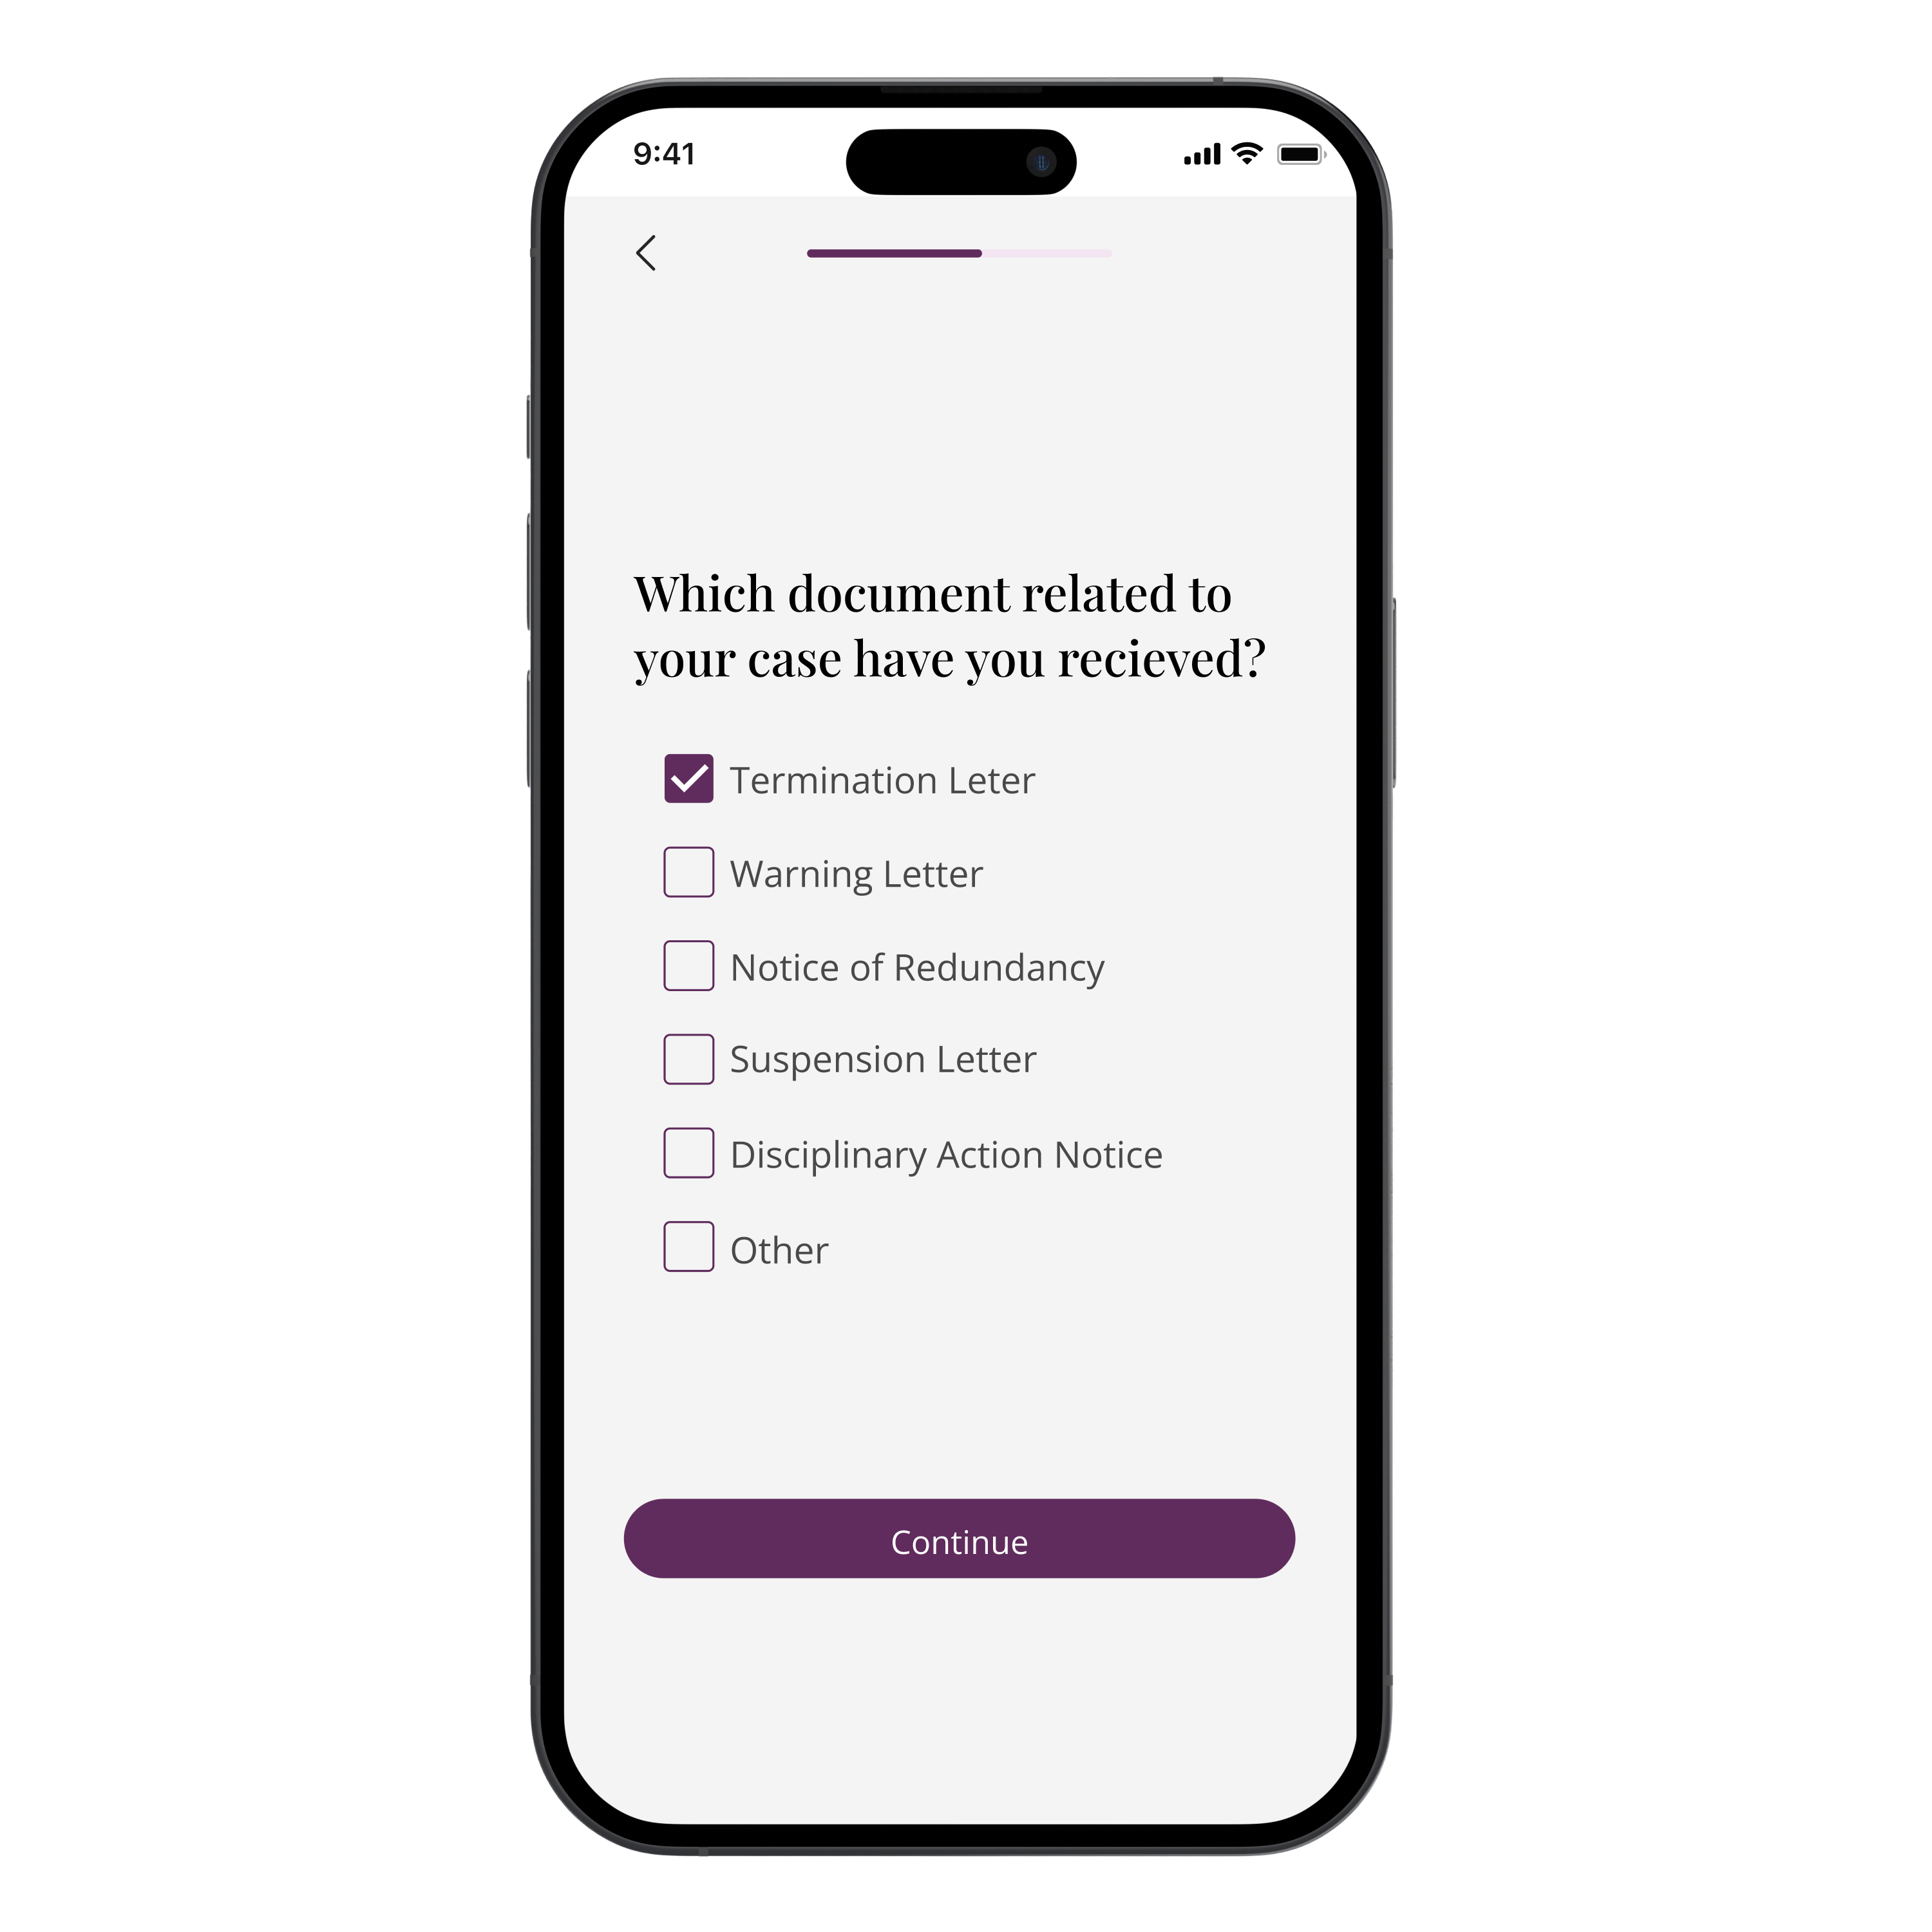 9:41
Which document related to
your case have you recieved?
Termination Leter
Warning Letter
Notice of Redundancy
Suspension Letter
Disciplinary Action Notice
Other
Continue